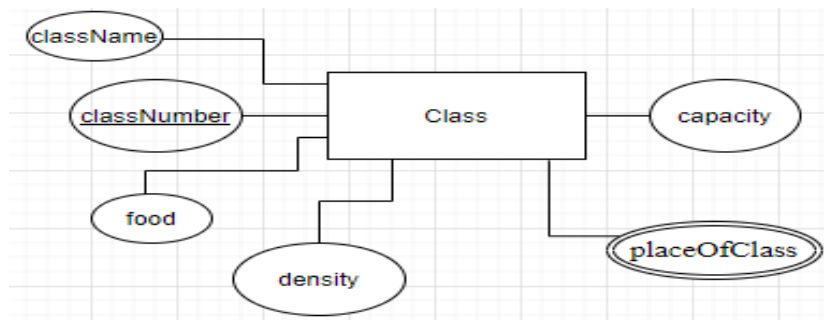 className
classNumber
Class
capacity
food
density
placeOfClass